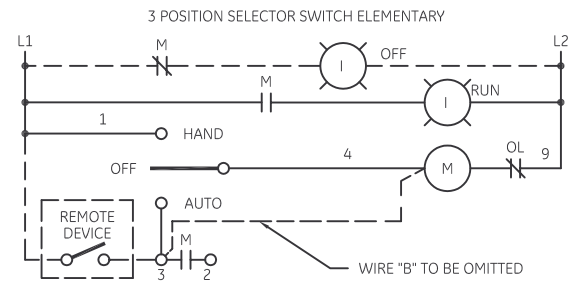 3 POSITION SELECTOR SWITCH ELEMENTARY
L1
L2
M
I
OFF
M
I
RUN
1
HAND
OFF
4
M
OL
9
AUTO
REMOTE
DEVICE
M
3
2
WIRE "B" TO BE OMITTED